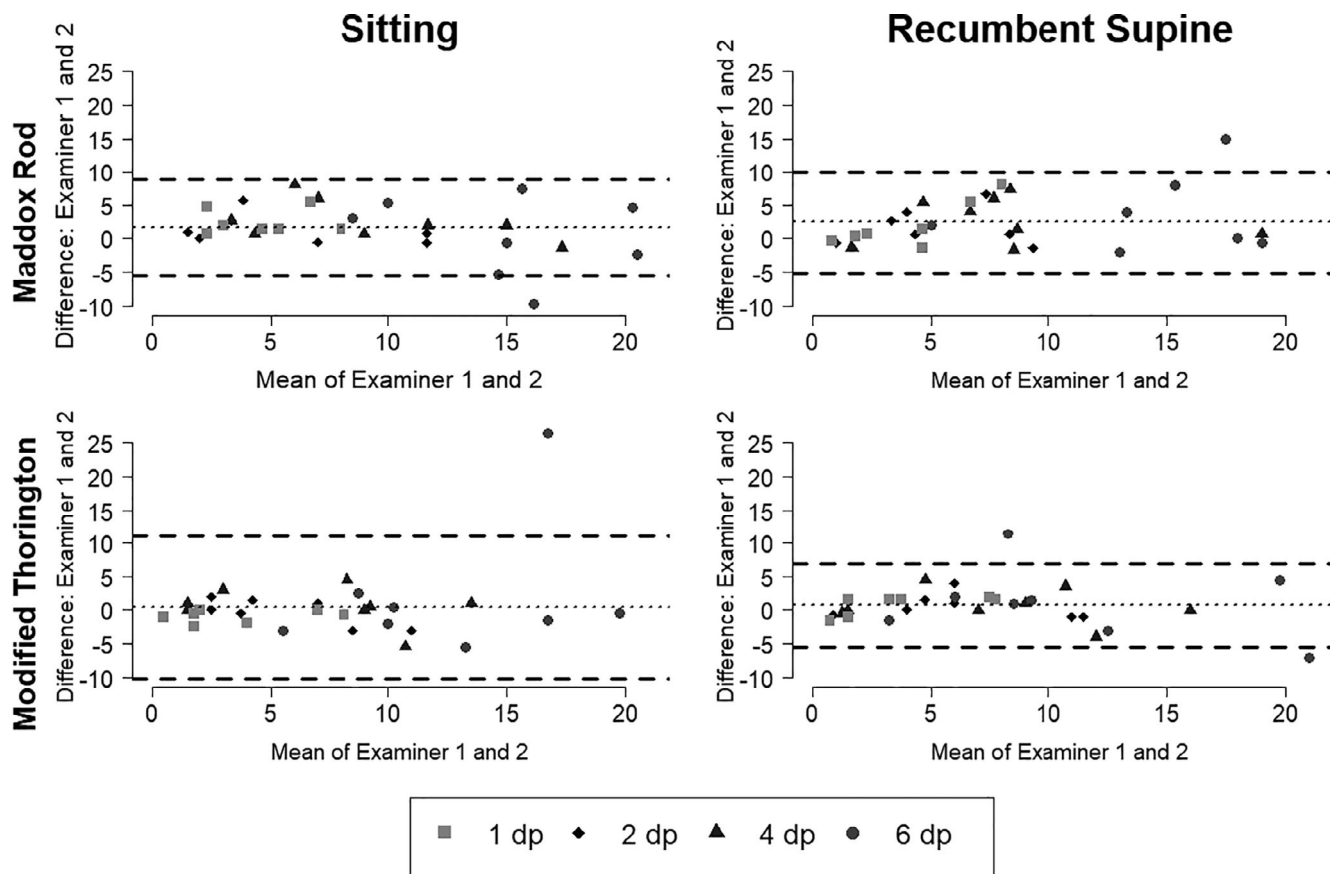 Sitting
Recumbent Supine
Maddox Rod
Difference: Examiner 1 and 2
25
20
15
10
5
0
-5
-10
0 5 10 15 20
Mean of Examiner 1 and 2
Difference: Examiner 1 and 2
25
20
15
10
5
0
-5
-10
0 5 10 15 20
Mean of Examiner 1 and 2
Modified Thorington
Difference: Examiner 1 and 2
25
20
15
10
5
0
-5
-10
0 5 10 15 20
Mean of Examiner 1 and 2
Difference: Examiner 1 and 2
25
20
15
10
5
0
-5
-10
0 5 10 15 20
Mean of Examiner 1 and 2
1 dp 2 dp 4 dp 6 dp